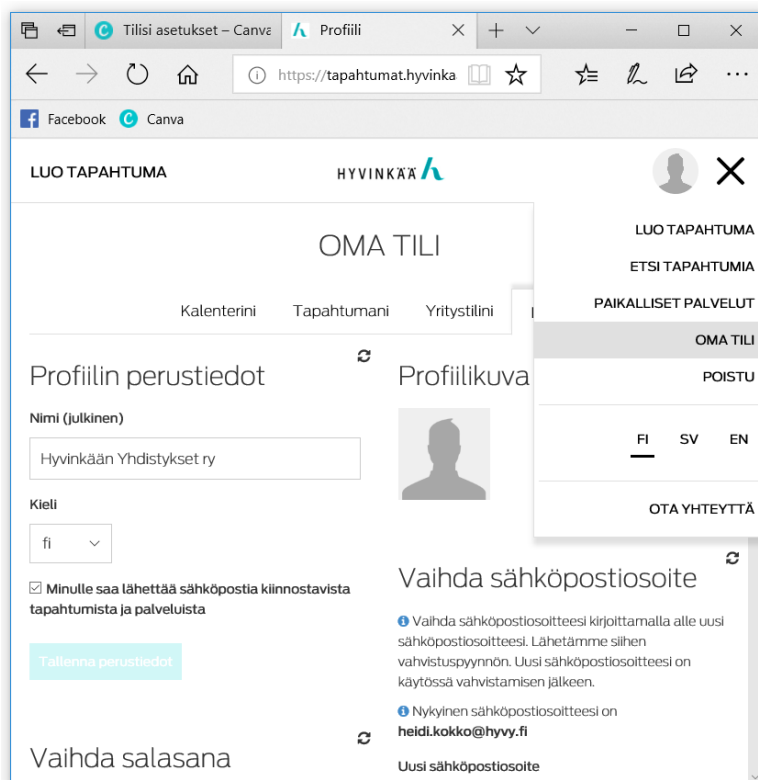 Tilisi asetukset – Canva
Profiili
https://tapahtumat.hyvinka
Facebook
Canva
LUO TAPAHTUMA
HYVINKÄÄ
LUO TAPAHTUMA
ETSI TAPAHTUMIA
PAIKALLISET PALVELUT
OMA TILI
POISTU
FI SV EN
OTA YHTEYTTÄ
OMA TILI
Kalenterini Tapahtumani Yritystilini
Profiilin perustiedot
Nimi (julkinen)
Hyvinkään Yhdistykset ry
Kieli
fi
Minulle saa lähettää sähköpostia kiinnostavista
tapahtumista ja palveluista
Tallenna perustiedot
Vaihda salasana
Profiilikuva
Vaihda sähköpostiosoite
Vaihda sähköpostiosoitteesi kirjoittamalla alle uusi
sähköpostiosoitteesi. Lähetämme siihen
vahvistuspyynnön. Uusi sähköpostiosoitteesi on
käytössä vahvistamisen jälkeen.
Nykyinen sähköpostiosoitteesi on
heidi.kokko@hyvy.fi
Uusi sähköpostiosoite